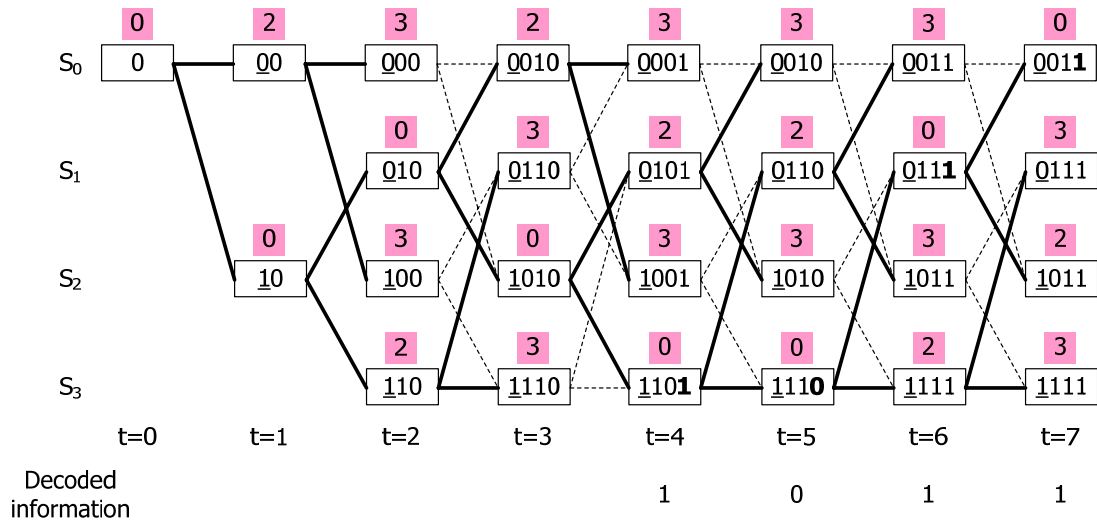 0 2 3 2 3 3 3 0
S0 0 00 000 0010 0001 0010 0011 0011
0 3 2 2 0 3
S1 010 0110 0101 0110 0111 0111
0 3 0 3 3 3 2
S2 10 100 1010 1001 1010 1011 1011
2 3 0 0 2 3
S3 110 1110 1101 1110 1111 1111
t=0 t=1 t=2 t=3 t=4 t=5 t=6 t=7
Decoded
information 1 0 1 1